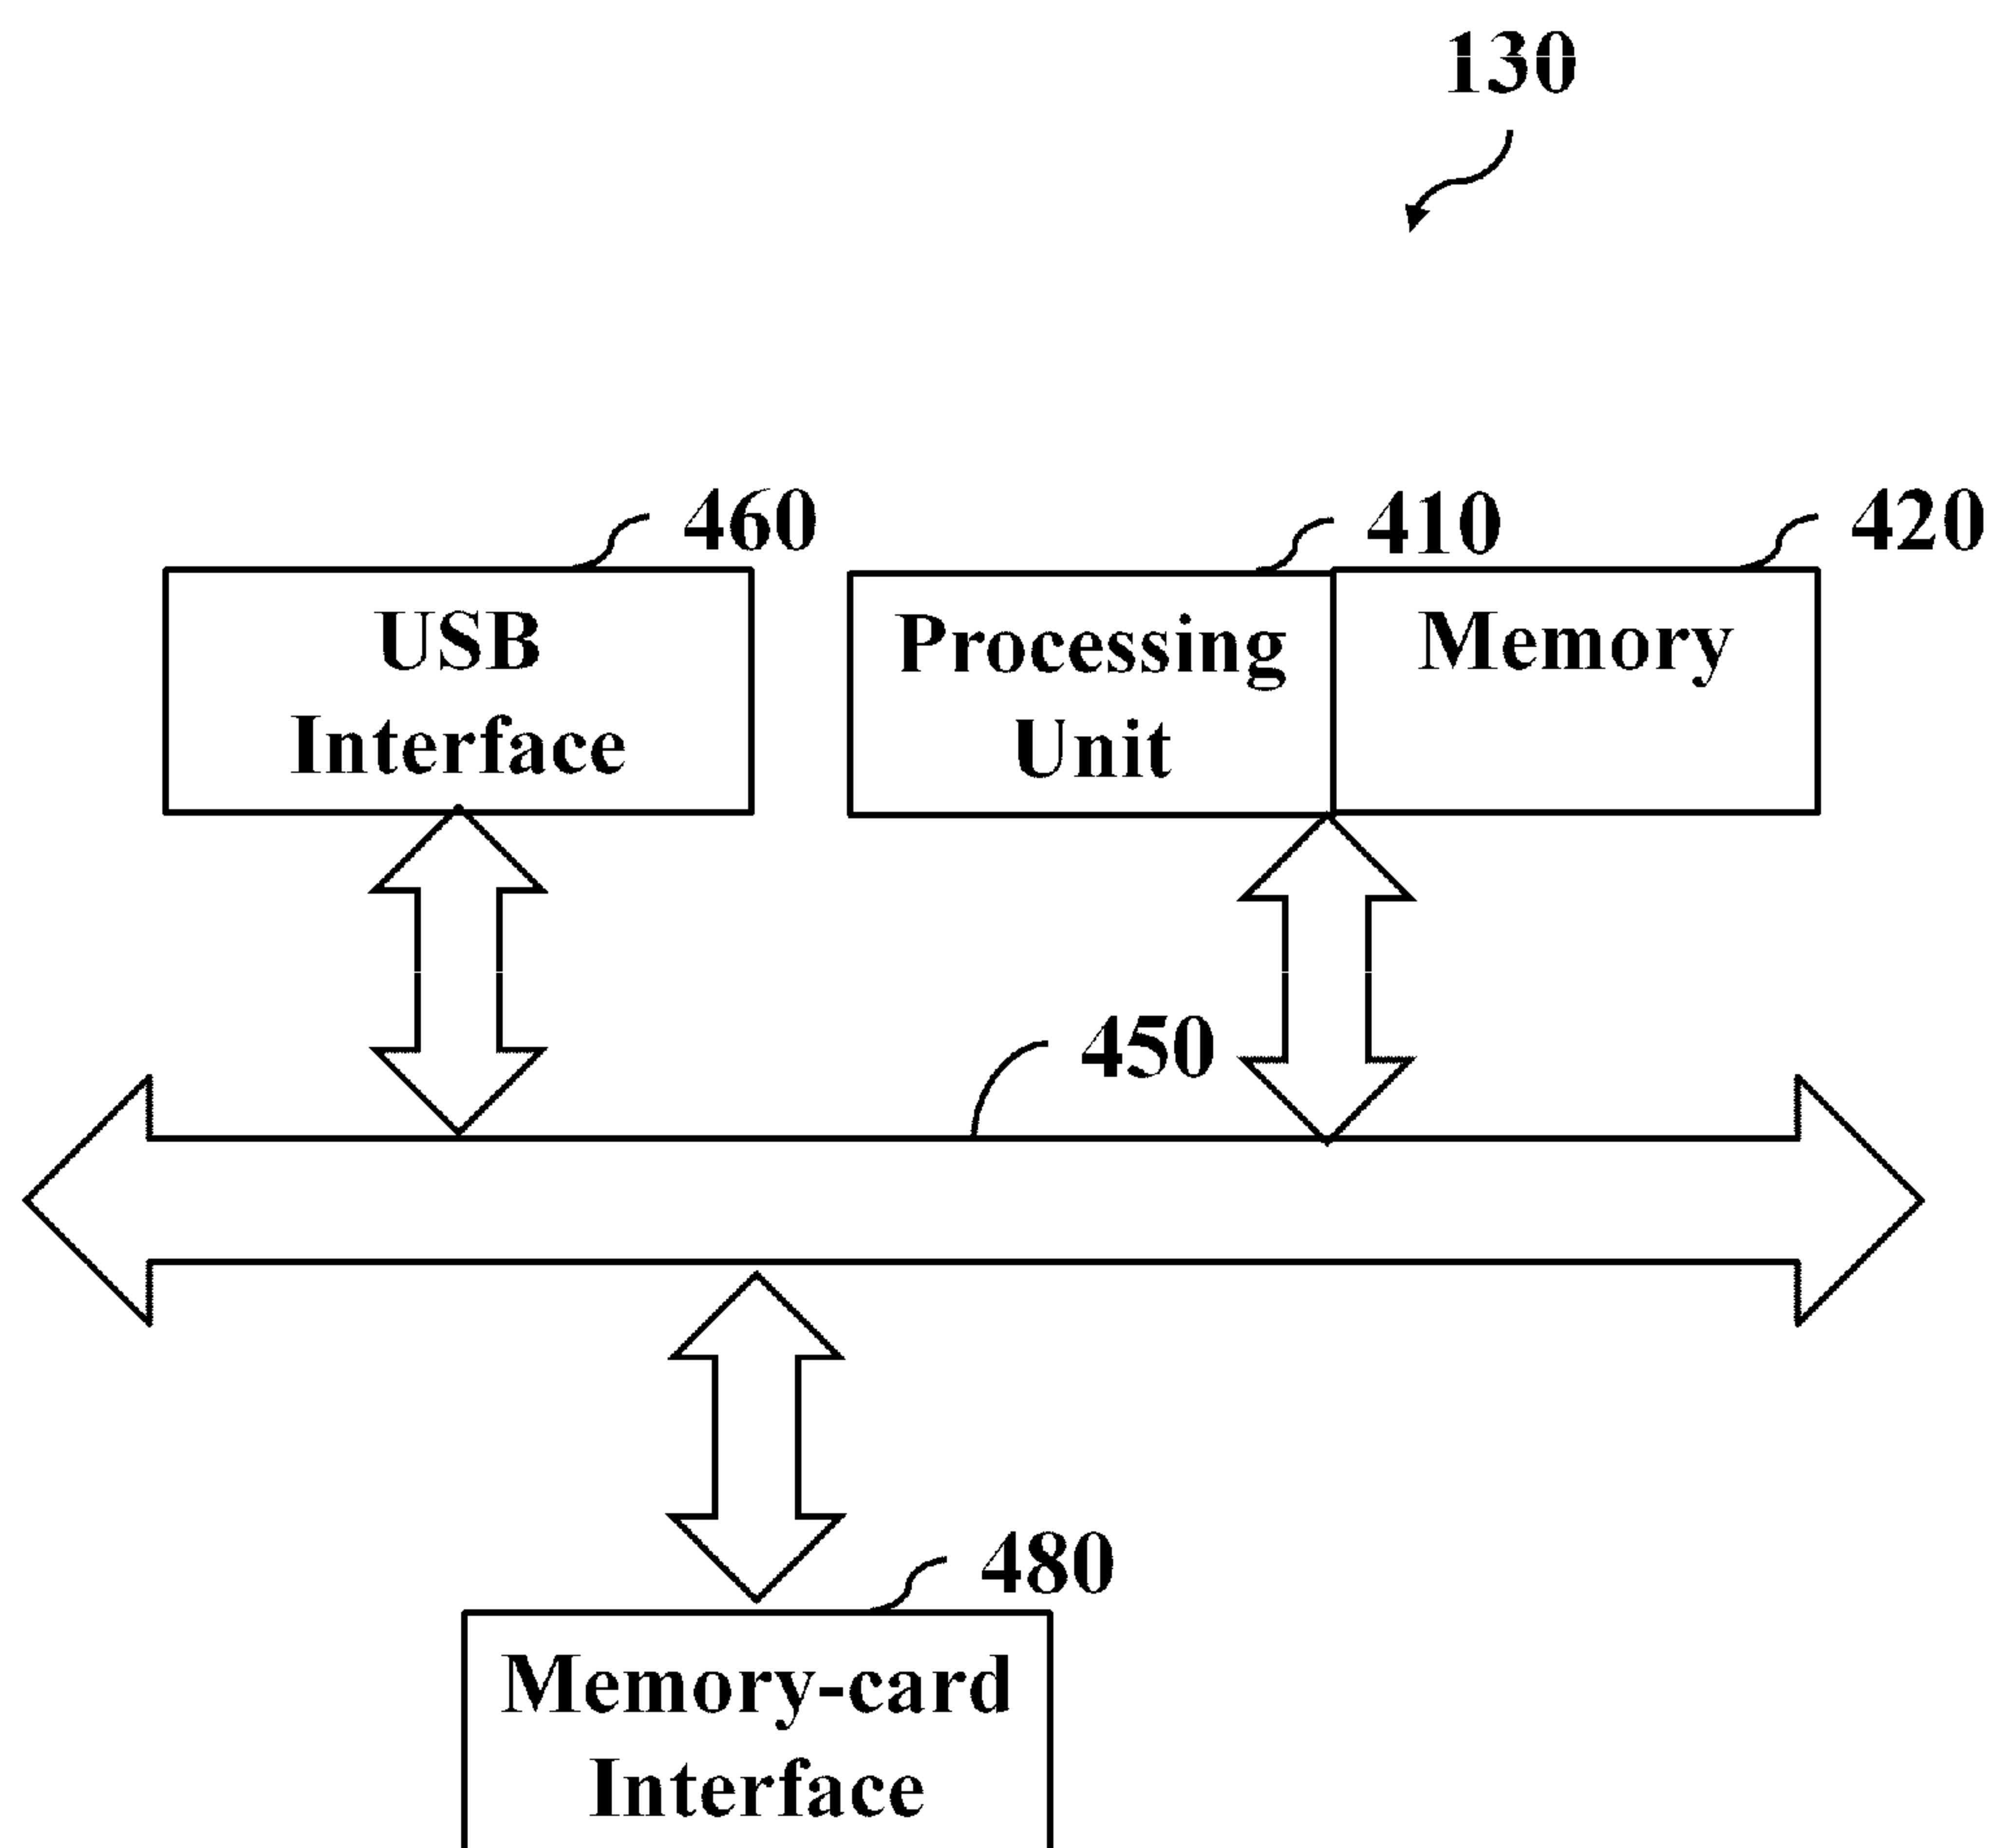 130
460
410
420
USB
Interface
Processing
Unit
Memory
450
480
Memory-card
Interface